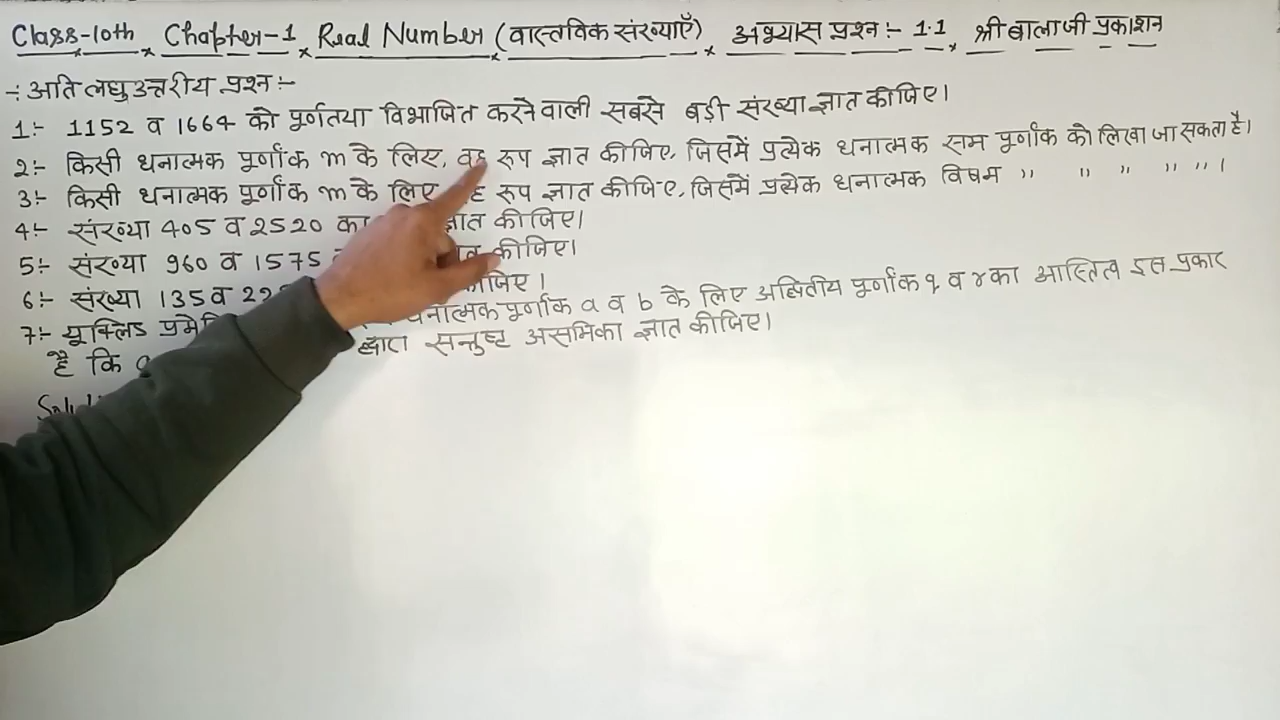 Class-10th Chapter-1 Real Number (वास्तविक संख्याएँ) अभ्यास प्रश्न :- 1.1 श्री बालाजी प्रकाशन
-: अति लघु उत्तरीय प्रश्न :-
1:- 1152 व 1664 को पूर्णतया विभाजित करने वाली सबसे बड़ी संख्या ज्ञात कीजिए।
2:- किसी धनात्मक पूर्णांक m के लिए, वह रूप ज्ञात कीजिए, जिसमें प्रत्येक धनात्मक सम पूर्णांक को लिखा जा सकता है।
3:- किसी धनात्मक पूर्णांक m के लिए रूप ज्ञात कीजिए, जिसमें प्रत्येक धनात्मक विषम " " " " " ।
4:- संख्या 405 व 2520 का ज्ञात कीजिए।
5:- संख्या 960 व 1575 कीजिए।
6:- संख्या 135 व
7:- यूक्लिड धनात्मक पूर्णांक a व b के लिए अद्वितीय पूर्णांक q व r का अस्तित्व इस प्रकार
है कि द्वारा सन्तुष्ट असमिका ज्ञात कीजिए।